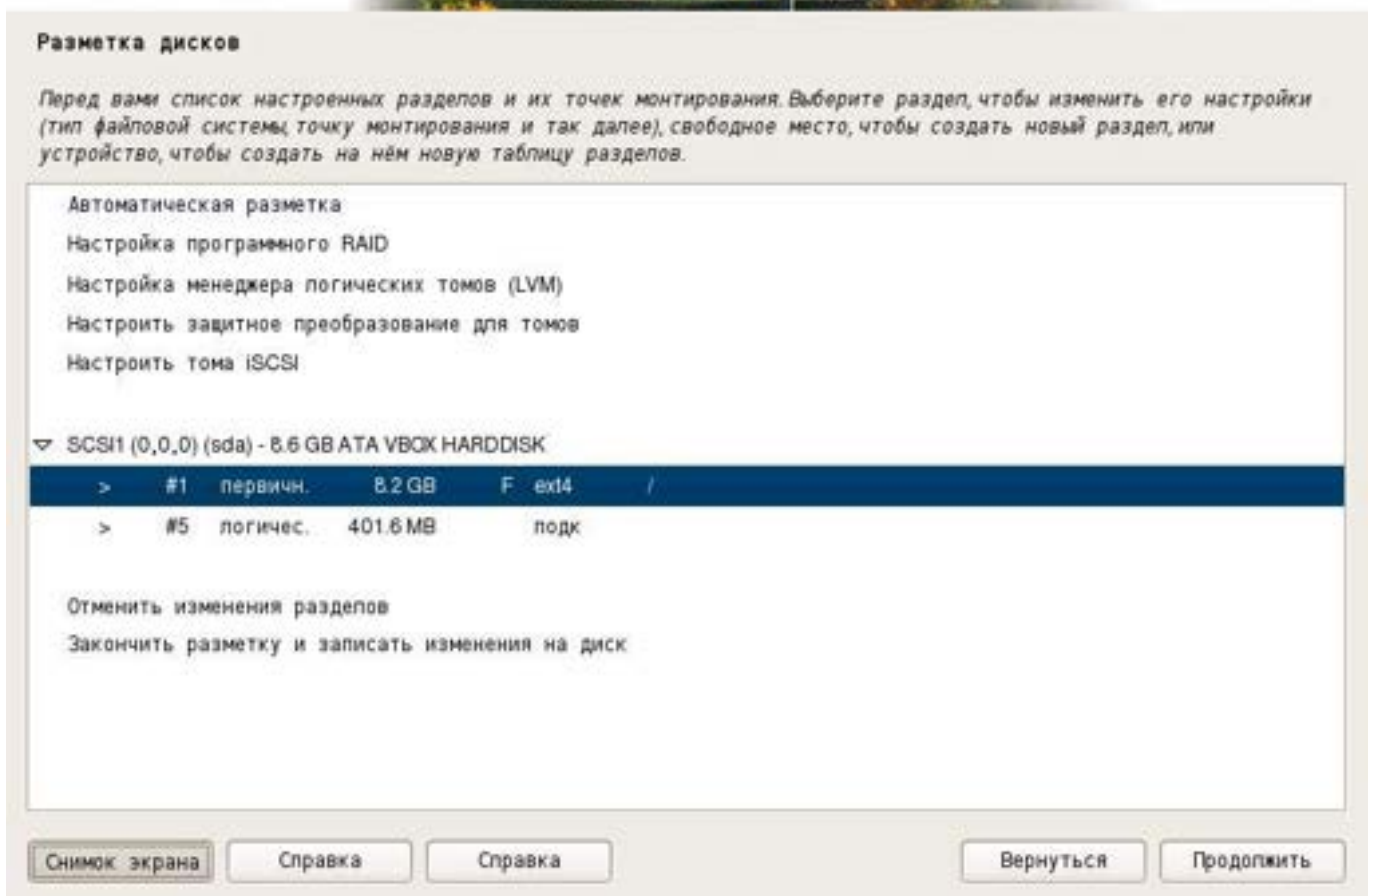 Разметка дисков
Перед вами список настроенных разделов и их точек монтирования. Выберите раздел, чтобы изменить его настройки
(тип файловой системы, точку монтирования и так далее), свободное место, чтобы создать новый раздел, или
устройство, чтобы создать на нём новую таблицу разделов.
Автоматическая разметка
Настройка программного RAID
Настройка менеджера логических томов (LVM)
Настроить защитное преобразование для томов
Настроить тома iSCSI
SCSI1 (0,0,0) (sda) - 8.6 GB ATA VBOX HARDDISK
> #1 первичн. 8.2 GB F ext4 /
> #5 логичес. 401.6 MB подк
Отменить изменения разделов
Закончить разметку и записать изменения на диск
Снимок экрана Справка Справка Вернуться Продолжить